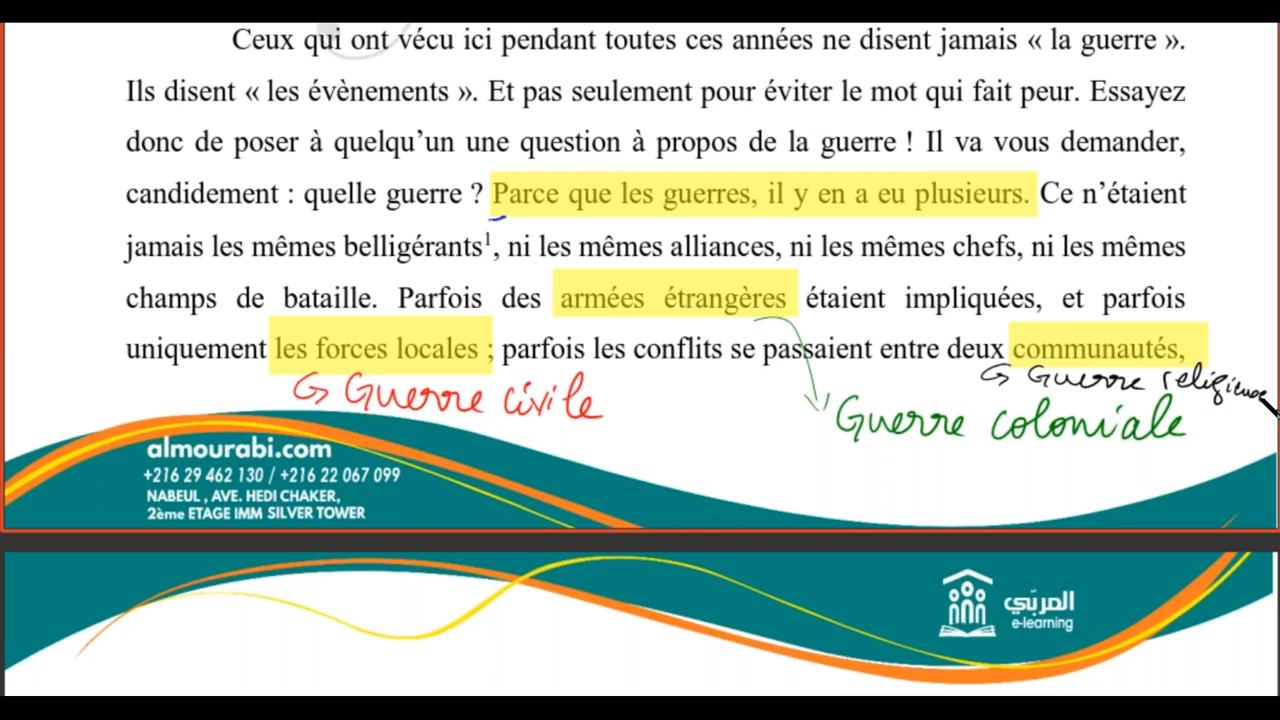 Ceux qui ont vécu ici pendant toutes ces années ne disent jamais « la guerre ».
Ils disent « les évènements ». Et pas seulement pour éviter le mot qui fait peur. Essayez
donc de poser à quelqu’un une question à propos de la guerre ! Il va vous demander,
candidement : quelle guerre ? Parce que les guerres, il y en a eu plusieurs. Ce n’étaient
jamais les mêmes belligérants¹, ni les mêmes alliances, ni les mêmes chefs, ni les mêmes
champs de bataille. Parfois des armées étrangères étaient impliquées, et parfois
uniquement les forces locales ; parfois les conflits se passaient entre deux communautés,
Guerre religieuse
Guerre civile
Guerre coloniale
almourabi.com
+216 29 462 130 / +216 22 067 099
NABEUL , AVE. HEDI CHAKER,
2ème ETAGE IMM SILVER TOWER
المربّي
e-learning